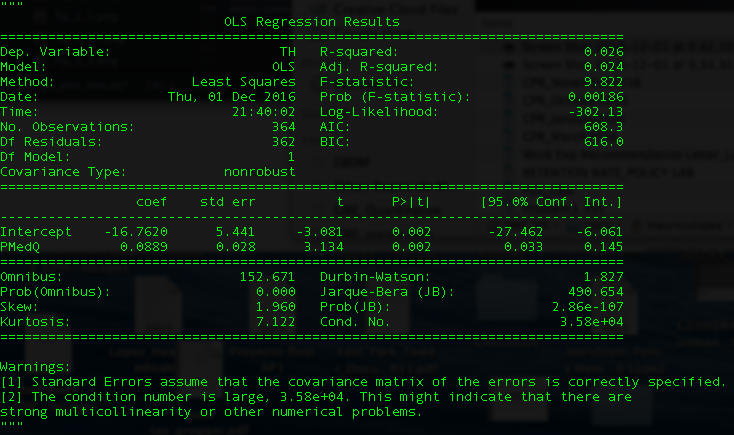 """
OLS Regression Results
==============================================================================
Dep. Variable: TH R-squared: 0.026
Model: OLS Adj. R-squared: 0.024
Method: Least Squares F-statistic: 9.822
Date: Thu, 01 Dec 2016 Prob (F-statistic): 0.00186
Time: 21:40:02 Log-Likelihood: -302.13
No. Observations: 364 AIC: 608.3
Df Residuals: 362 BIC: 616.0
Df Model: 1
Covariance Type: nonrobust
==============================================================================
coef std err t P>|t| [95.0% Conf. Int.]
------------------------------------------------------------------------------
Intercept -16.7620 5.441 -3.081 0.002 -27.462 -6.061
PMedQ 0.0889 0.028 3.134 0.002 0.033 0.145
==============================================================================
Omnibus: 152.671 Durbin-Watson: 1.827
Prob(Omnibus): 0.000 Jarque-Bera (JB): 490.654
Skew: 1.960 Prob(JB): 2.86e-107
Kurtosis: 7.122 Cond. No. 3.58e+04
==============================================================================
Warnings:
[1] Standard Errors assume that the covariance matrix of the errors is correctly specified.
[2] The condition number is large, 3.58e+04. This might indicate that there are
strong multicollinearity or other numerical problems.
"""